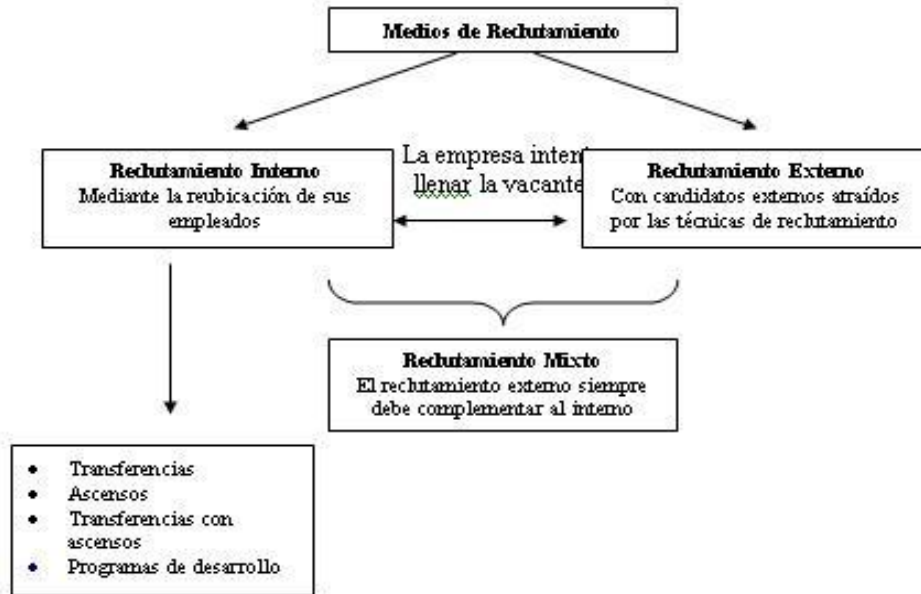 Medios de Reclutamiento
La empresa inten
llenar la vacante
Reclutamiento Interno
Mediante la reubicación de sus
empleados
Reclutamiento Externo
Con candidatos externos atraídos
por las técnicas de reclutamiento
Reclutamiento Mixto
El reclutamiento externo siempre
debe complementar al interno
• Transferencias
• Ascensos
• Transferencias con
ascensos
• Programas de desarrollo